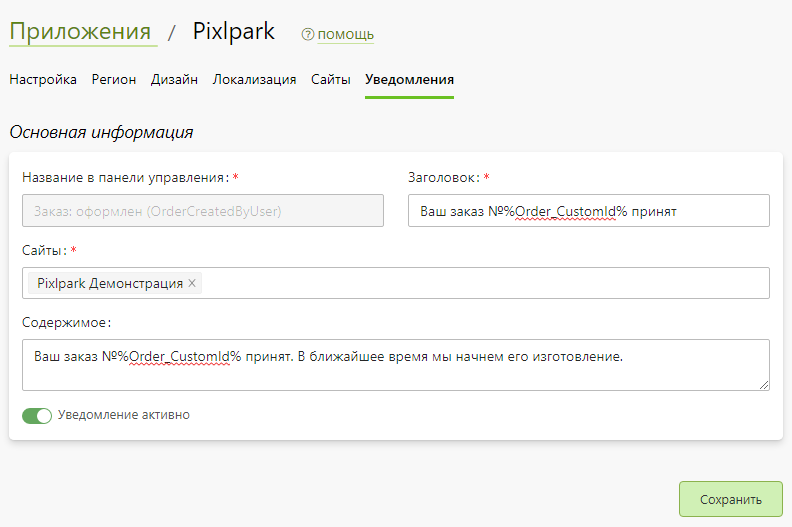 Приложения / Pixlpark ? помощь
Настройка Регион Дизайн Локализация Сайты Уведомления
Основная информация
Название в панели управления: * Заголовок: *
Заказ: оформлен (OrderCreatedByUser) Ваш заказ №%Order_CustomId% принят
Сайты: *
Pixlpark Демонстрация ×
Содержимое:
Ваш заказ №%Order_CustomId% принят. В ближайшее время мы начнем его изготовление.
Уведомление активно
Сохранить